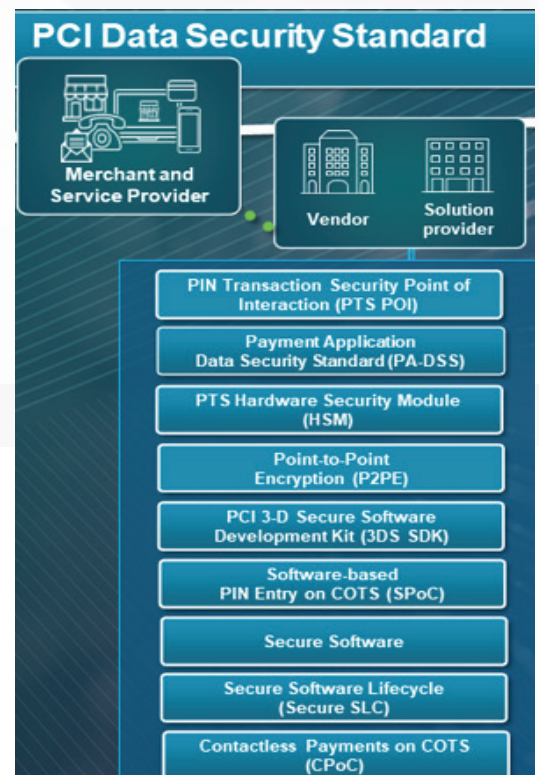 PCI Data Security Standard
Merchant and
Service Provider
Vendor
Solution
provider
PIN Transaction Security Point of
Interaction (PTS POI)
Payment Application
Data Security Standard (PA-DSS)
PTS Hardware Security Module
(HSM)
Point-to-Point
Encryption (P2PE)
PCI 3-D Secure Software
Development Kit (3DS SDK)
Software-based
PIN Entry on COTS (SPoC)
Secure Software
Secure Software Lifecycle
(Secure SLC)
Contactless Payments on COTS
(CPoC)